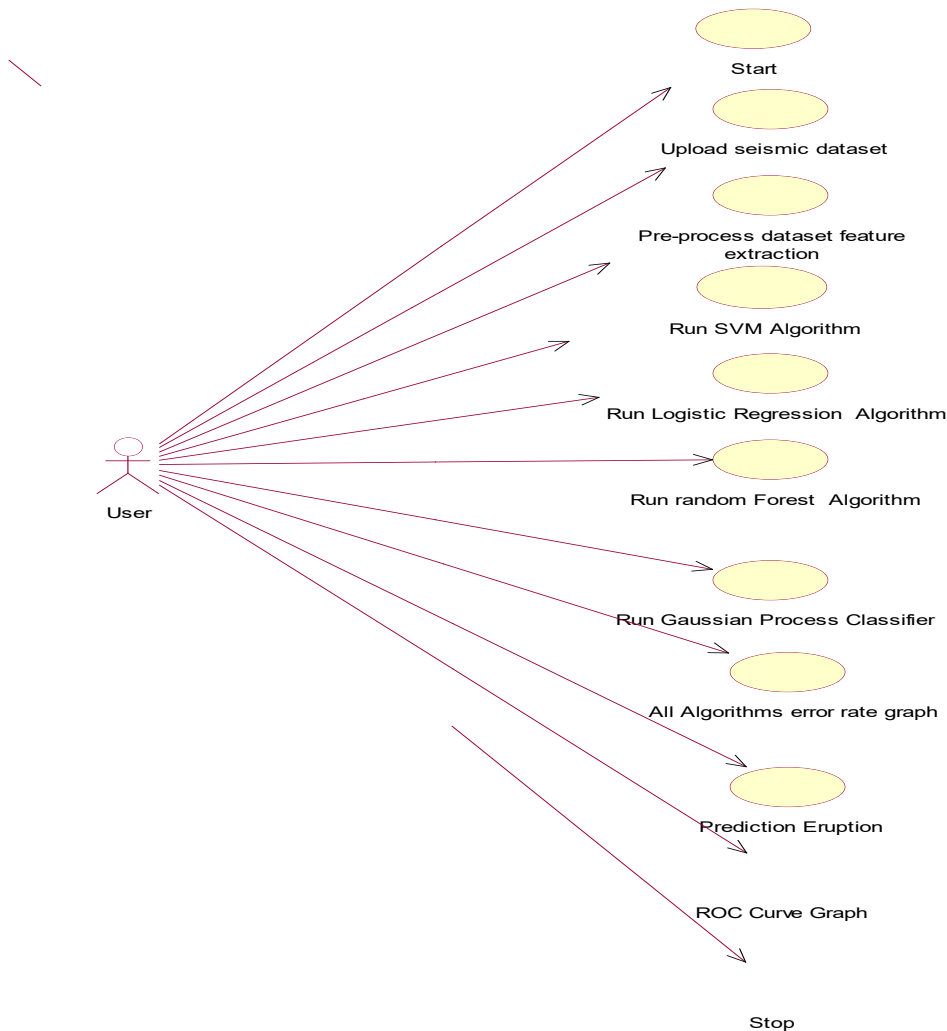 Start
Upload seismic dataset
Pre-process dataset feature
extraction
Run SVM Algorithm
Run Logistic Regression  Algorithm
Run random Forest  Algorithm
User
Run Gaussian Process Classifier
All Algorithms error rate graph
Prediction Eruption
ROC Curve Graph
Stop